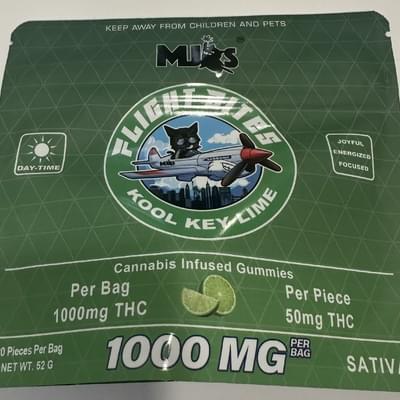 KEEP AWAY FROM CHILDREN AND PETS
FLIGHT BITES
KOOL KEY LIME
DAY-TIME
JOYFUL
ENERGIZED
FOCUSED
Cannabis Infused Gummies
Per Bag
1000mg THC
Per Piece
50mg THC
0 Pieces Per Bag
NET WT. 52 G
1000 MG PER BAG
SATIVA